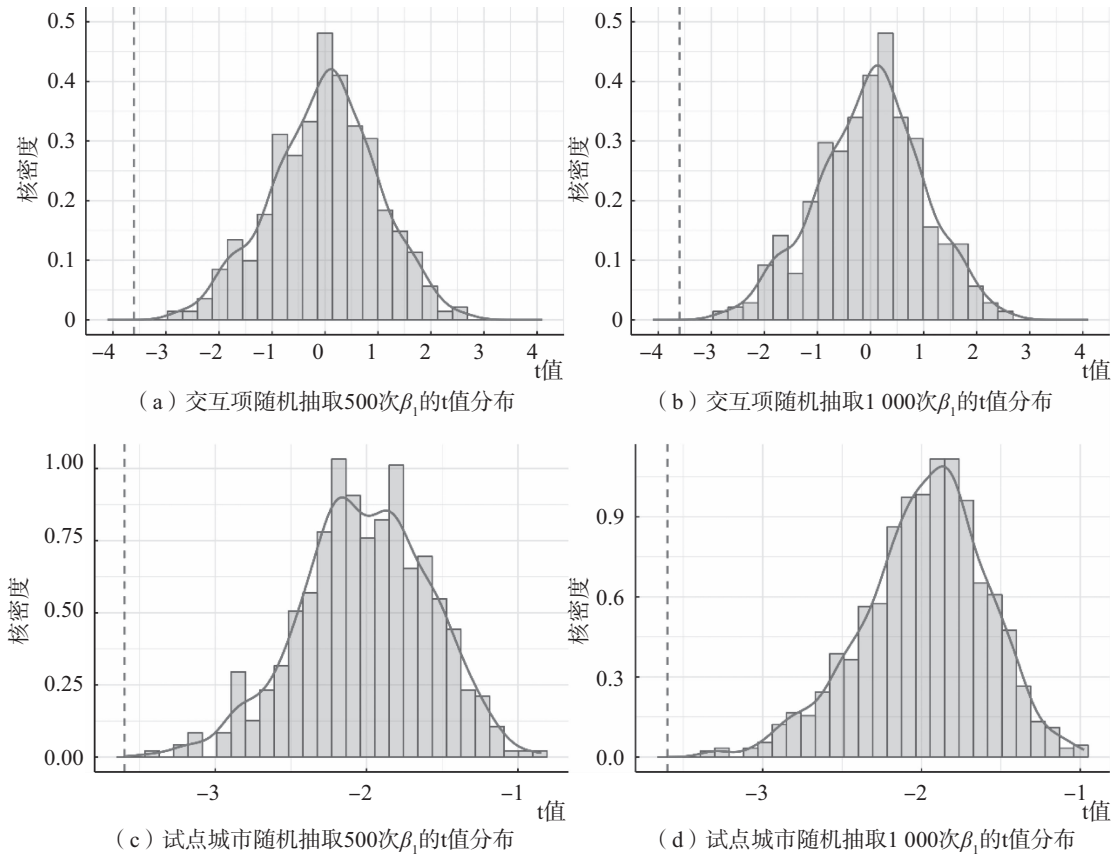 0.5
0.4
0.3
0.2
0.1
0
核密度
−4 −3 −2 −1 0 1 2 3 4
t值
（a）交互项随机抽取500次β₁的t值分布
0.5
0.4
0.3
0.2
0.1
0
核密度
−4 −3 −2 −1 0 1 2 3 4
t值
（b）交互项随机抽取1 000次β₁的t值分布
1.00
0.75
0.50
0.25
0.00
核密度
−3 −2 −1
t值
（c）试点城市随机抽取500次β₁的t值分布
0.9
0.6
0.3
0.0
核密度
−3 −2 −1
t值
（d）试点城市随机抽取1 000次β₁的t值分布